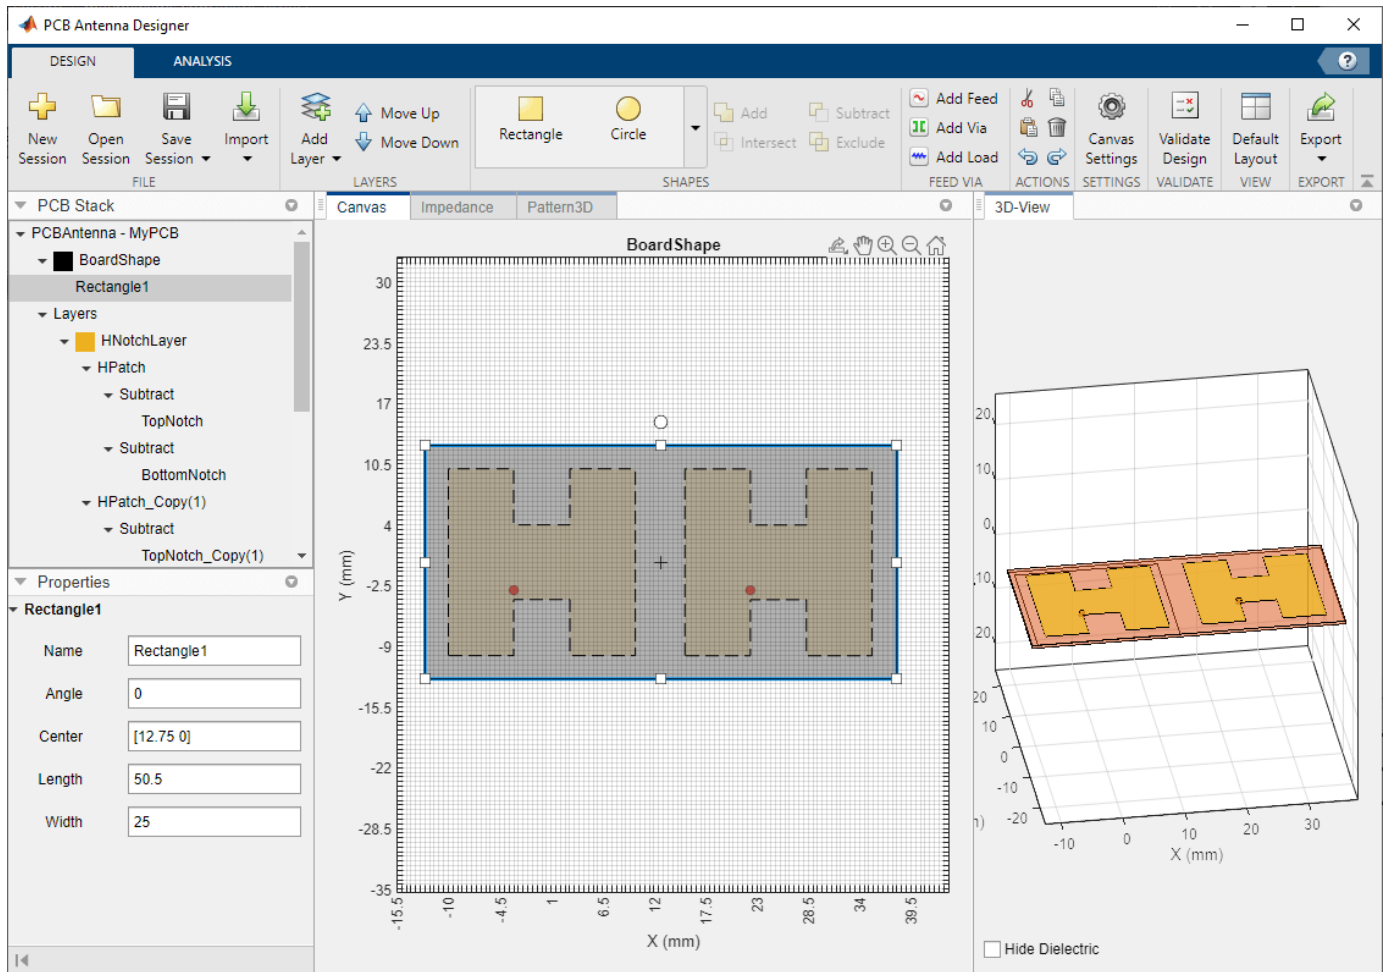 PCB Antenna Designer
DESIGN ANALYSIS
New Session
Open Session
Save Session
Import
FILE
Add Layer
Move Up
Move Down
LAYERS
Rectangle
Circle
Add
Subtract
Intersect
Exclude
SHAPES
Add Feed
Add Via
Add Load
FEED VIA
ACTIONS
Canvas Settings
SETTINGS
Validate Design
VALIDATE
Default Layout
VIEW
Export
EXPORT
PCB Stack
PCBAntenna - MyPCB
BoardShape
Rectangle1
Layers
HNotchLayer
HPatch
Subtract
TopNotch
Subtract
BottomNotch
HPatch_Copy(1)
Subtract
TopNotch_Copy(1)
Properties
Rectangle1
Name Rectangle1
Angle 0
Center [12.75 0]
Length 50.5
Width 25
Canvas Impedance Pattern3D
BoardShape
30
23.5
17
10.5
4
-2.5
-9
-15.5
-22
-28.5
-35
Y (mm)
-15.5 -10 -4.5 1 6.5 12 17.5 23 28.5 34 39.5
X (mm)
3D-View
20
10
0
10
20
20
10
0
-10
-20
-10 0 10 20 30
X (mm)
Hide Dielectric